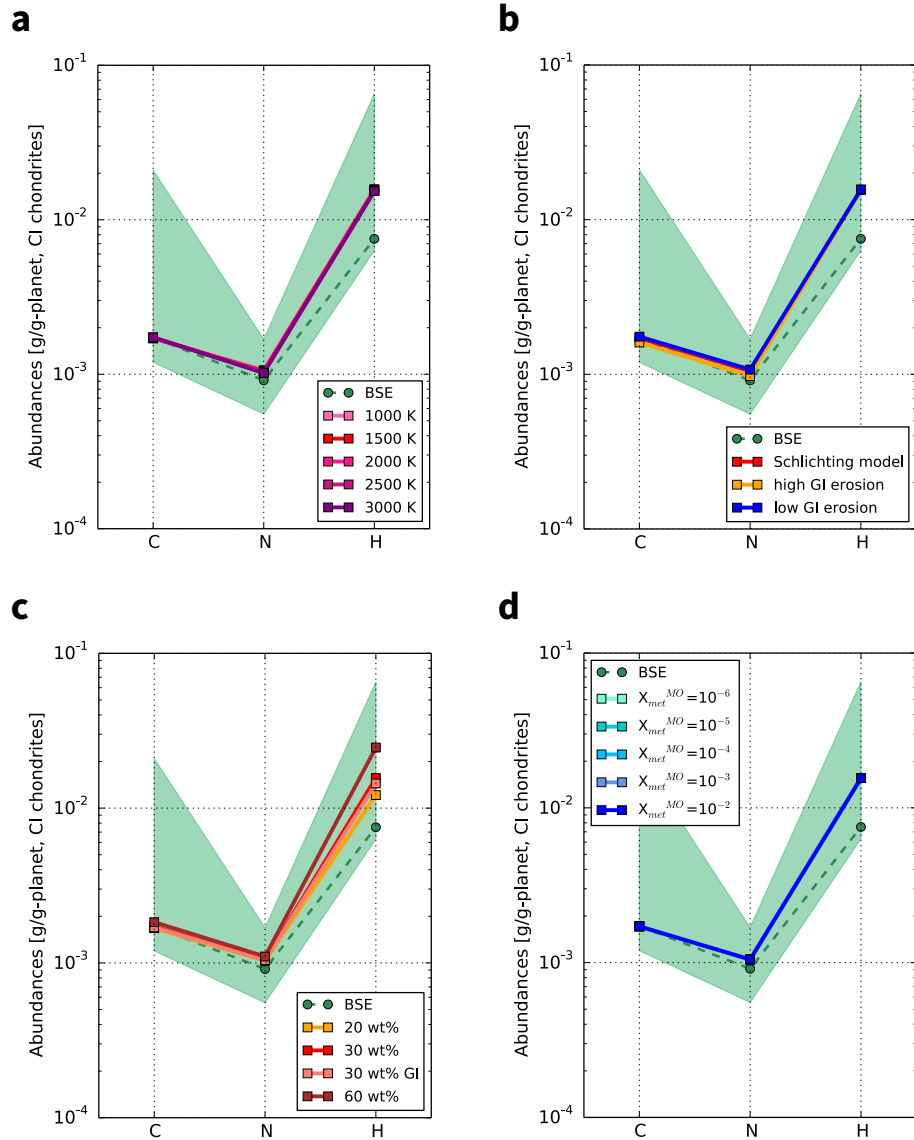 a
Abundances [g/g-planet, CI chondrites]
10⁻¹
10⁻²
10⁻³
10⁻⁴
C N H
BSE
1000 K
1500 K
2000 K
2500 K
3000 K
b
Abundances [g/g-planet, CI chondrites]
10⁻¹
10⁻²
10⁻³
10⁻⁴
C N H
BSE
Schlichting model
high GI erosion
low GI erosion
c
Abundances [g/g-planet, CI chondrites]
10⁻¹
10⁻²
10⁻³
10⁻⁴
C N H
BSE
20 wt%
30 wt%
30 wt% GI
60 wt%
d
Abundances [g/g-planet, CI chondrites]
10⁻¹
10⁻²
10⁻³
10⁻⁴
C N H
BSE
X_met^MO=10⁻⁶
X_met^MO=10⁻⁵
X_met^MO=10⁻⁴
X_met^MO=10⁻³
X_met^MO=10⁻²